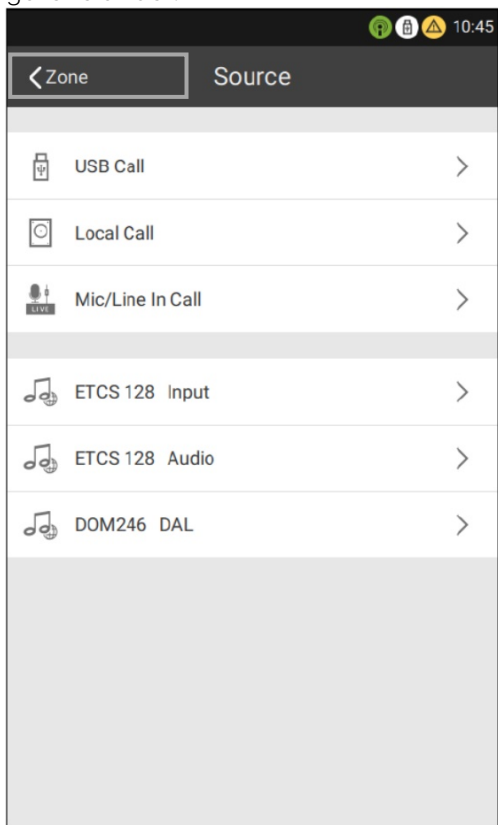 10:45
Zone
Source
USB Call
Local Call
Mic/Line In Call
LIVE
ETCS 128 Input
ETCS 128 Audio
DOM246 DAL